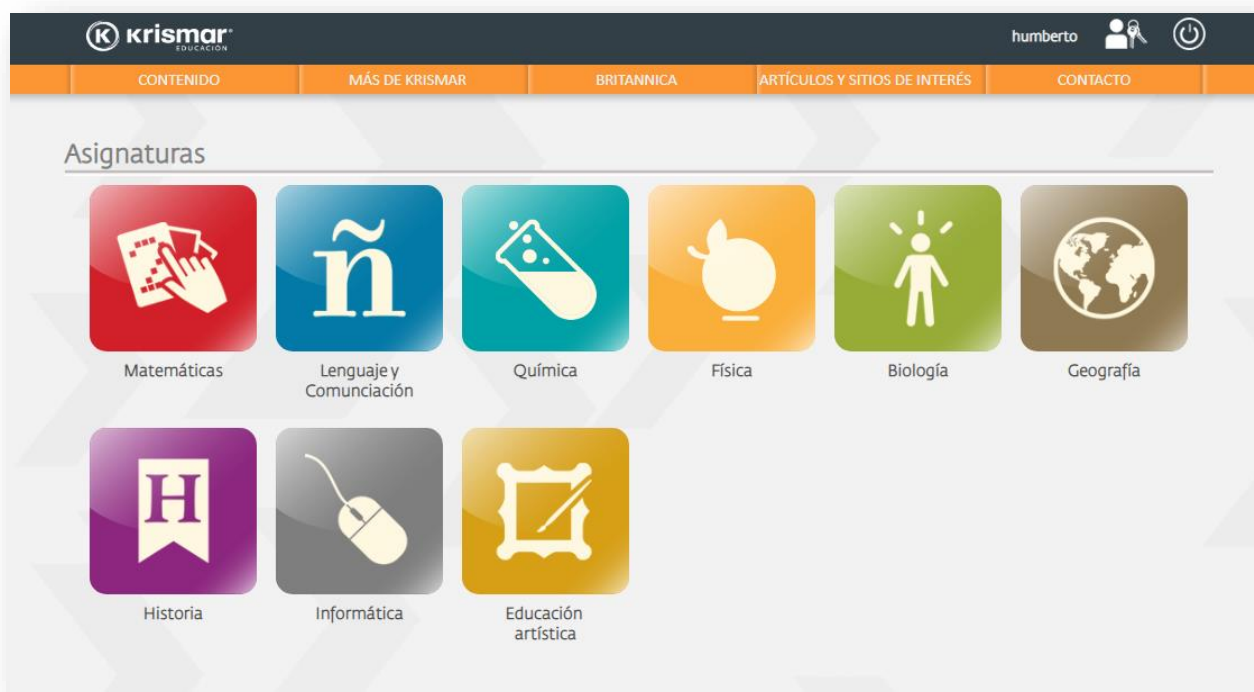 K krismar
EDUCACIÓN
humberto
CONTENIDO MÁS DE KRISMAR BRITANNICA ARTÍCULOS Y SITIOS DE INTERÉS CONTACTO
Asignaturas
ñ
Matemáticas
Lenguaje y
Comunciación
Química
Física
Biología
Geografía
H
Historia
Informática
Educación
artística